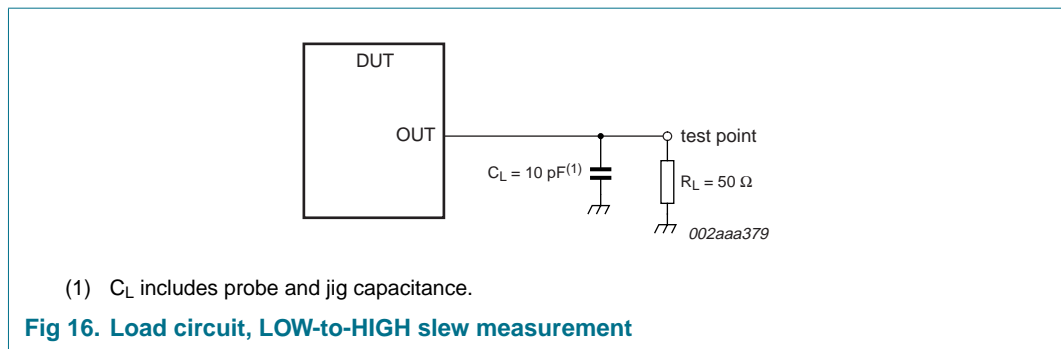 DUT
OUT
test point
C_L = 10 pF(1)
R_L = 50 Ω
002aaa379
(1) C_L includes probe and jig capacitance.
Fig 16. Load circuit, LOW-to-HIGH slew measurement